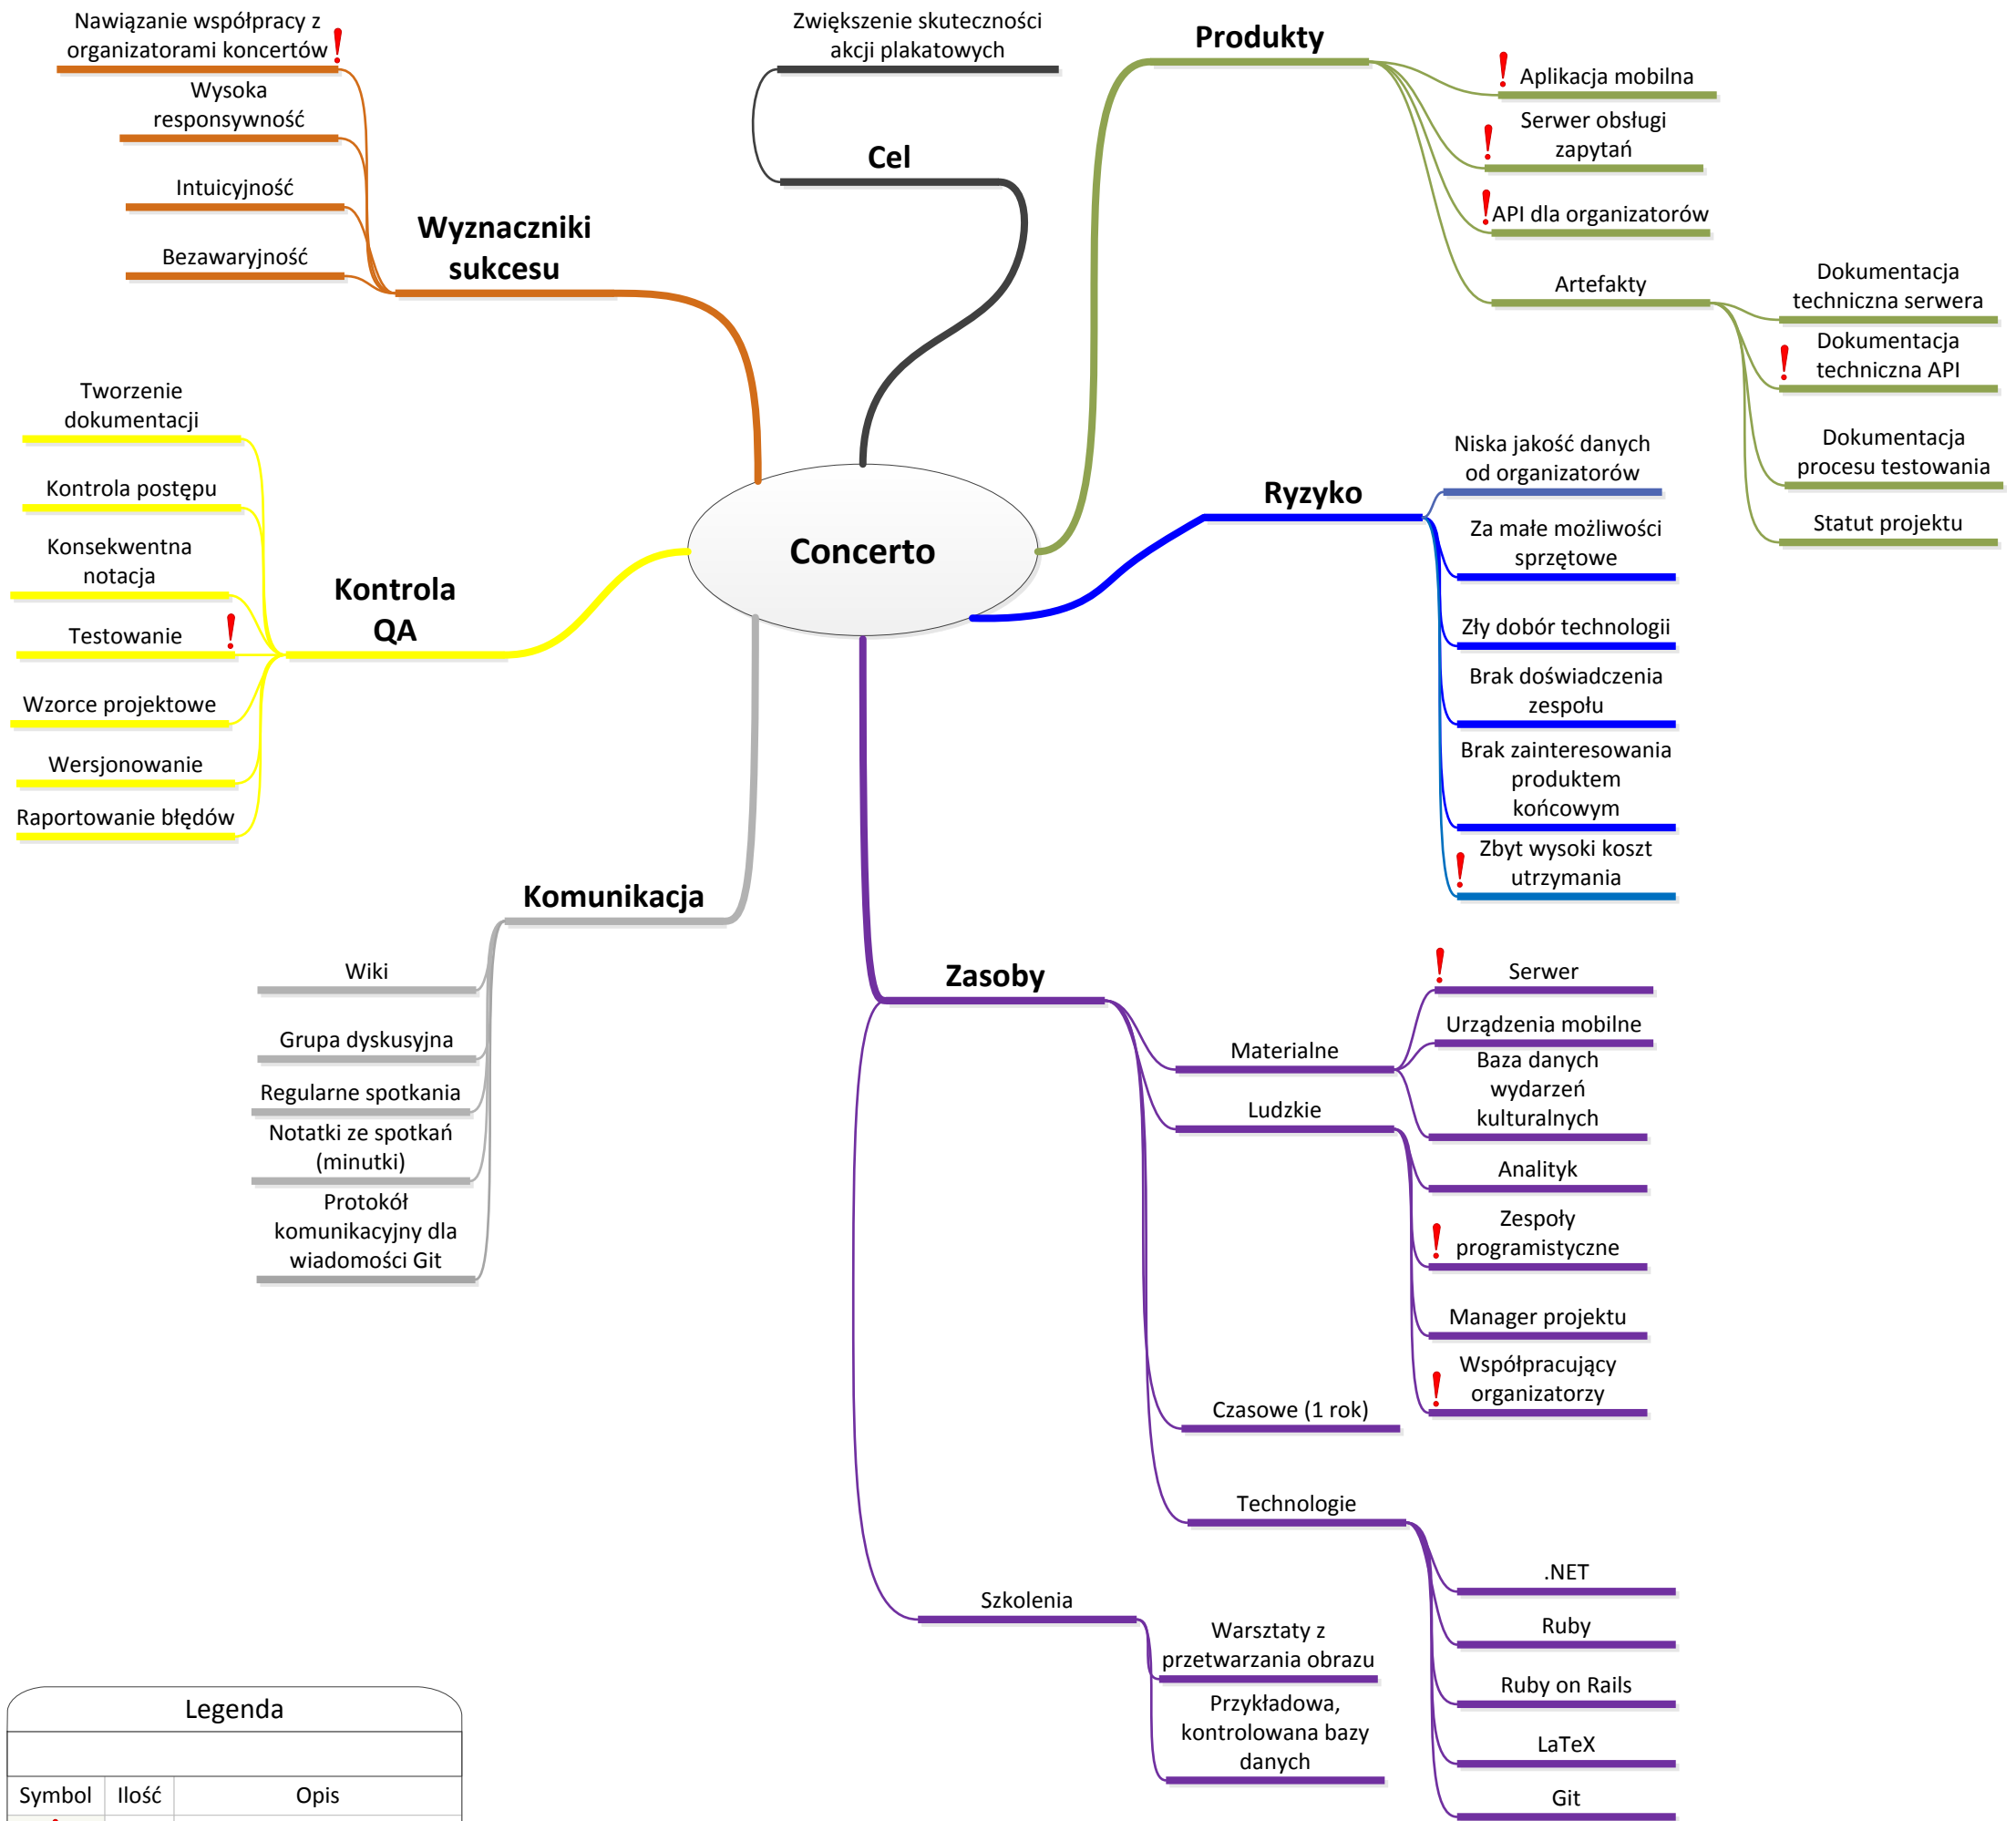 Nawiązanie współpracy z
organizatorami koncertów
Wysoka
responsywność
Intuicyjność
Bezawaryjność
Wyznaczniki
sukcesu
Zwiększenie skuteczności
akcji plakatowych
Cel
Produkty
Aplikacja mobilna
Serwer obsługi
zapytań
API dla organizatorów
Artefakty
Dokumentacja
techniczna serwera
Dokumentacja
techniczna API
Dokumentacja
procesu testowania
Statut projektu
Tworzenie
dokumentacji
Kontrola postępu
Konsekwentna
notacja
Testowanie
Wzorce projektowe
Wersjonowanie
Raportowanie błędów
Kontrola
QA
Concerto
Ryzyko
Niska jakość danych
od organizatorów
Za małe możliwości
sprzętowe
Zły dobór technologii
Brak doświadczenia
zespołu
Brak zainteresowania
produktem
końcowym
Zbyt wysoki koszt
utrzymania
Komunikacja
Wiki
Grupa dyskusyjna
Regularne spotkania
Notatki ze spotkań
(minutki)
Protokół
komunikacyjny dla
wiadomości Git
Zasoby
Materialne
Serwer
Urządzenia mobilne
Baza danych
wydarzeń
kulturalnych
Ludzkie
Analityk
Zespoły
programistyczne
Manager projektu
Współpracujący
organizatorzy
Czasowe (1 rok)
Technologie
.NET
Ruby
Ruby on Rails
LaTeX
Git
Szkolenia
Warsztaty z
przetwarzania obrazu
Przykładowa,
kontrolowana bazy
danych
Legenda
Symbol Ilość Opis